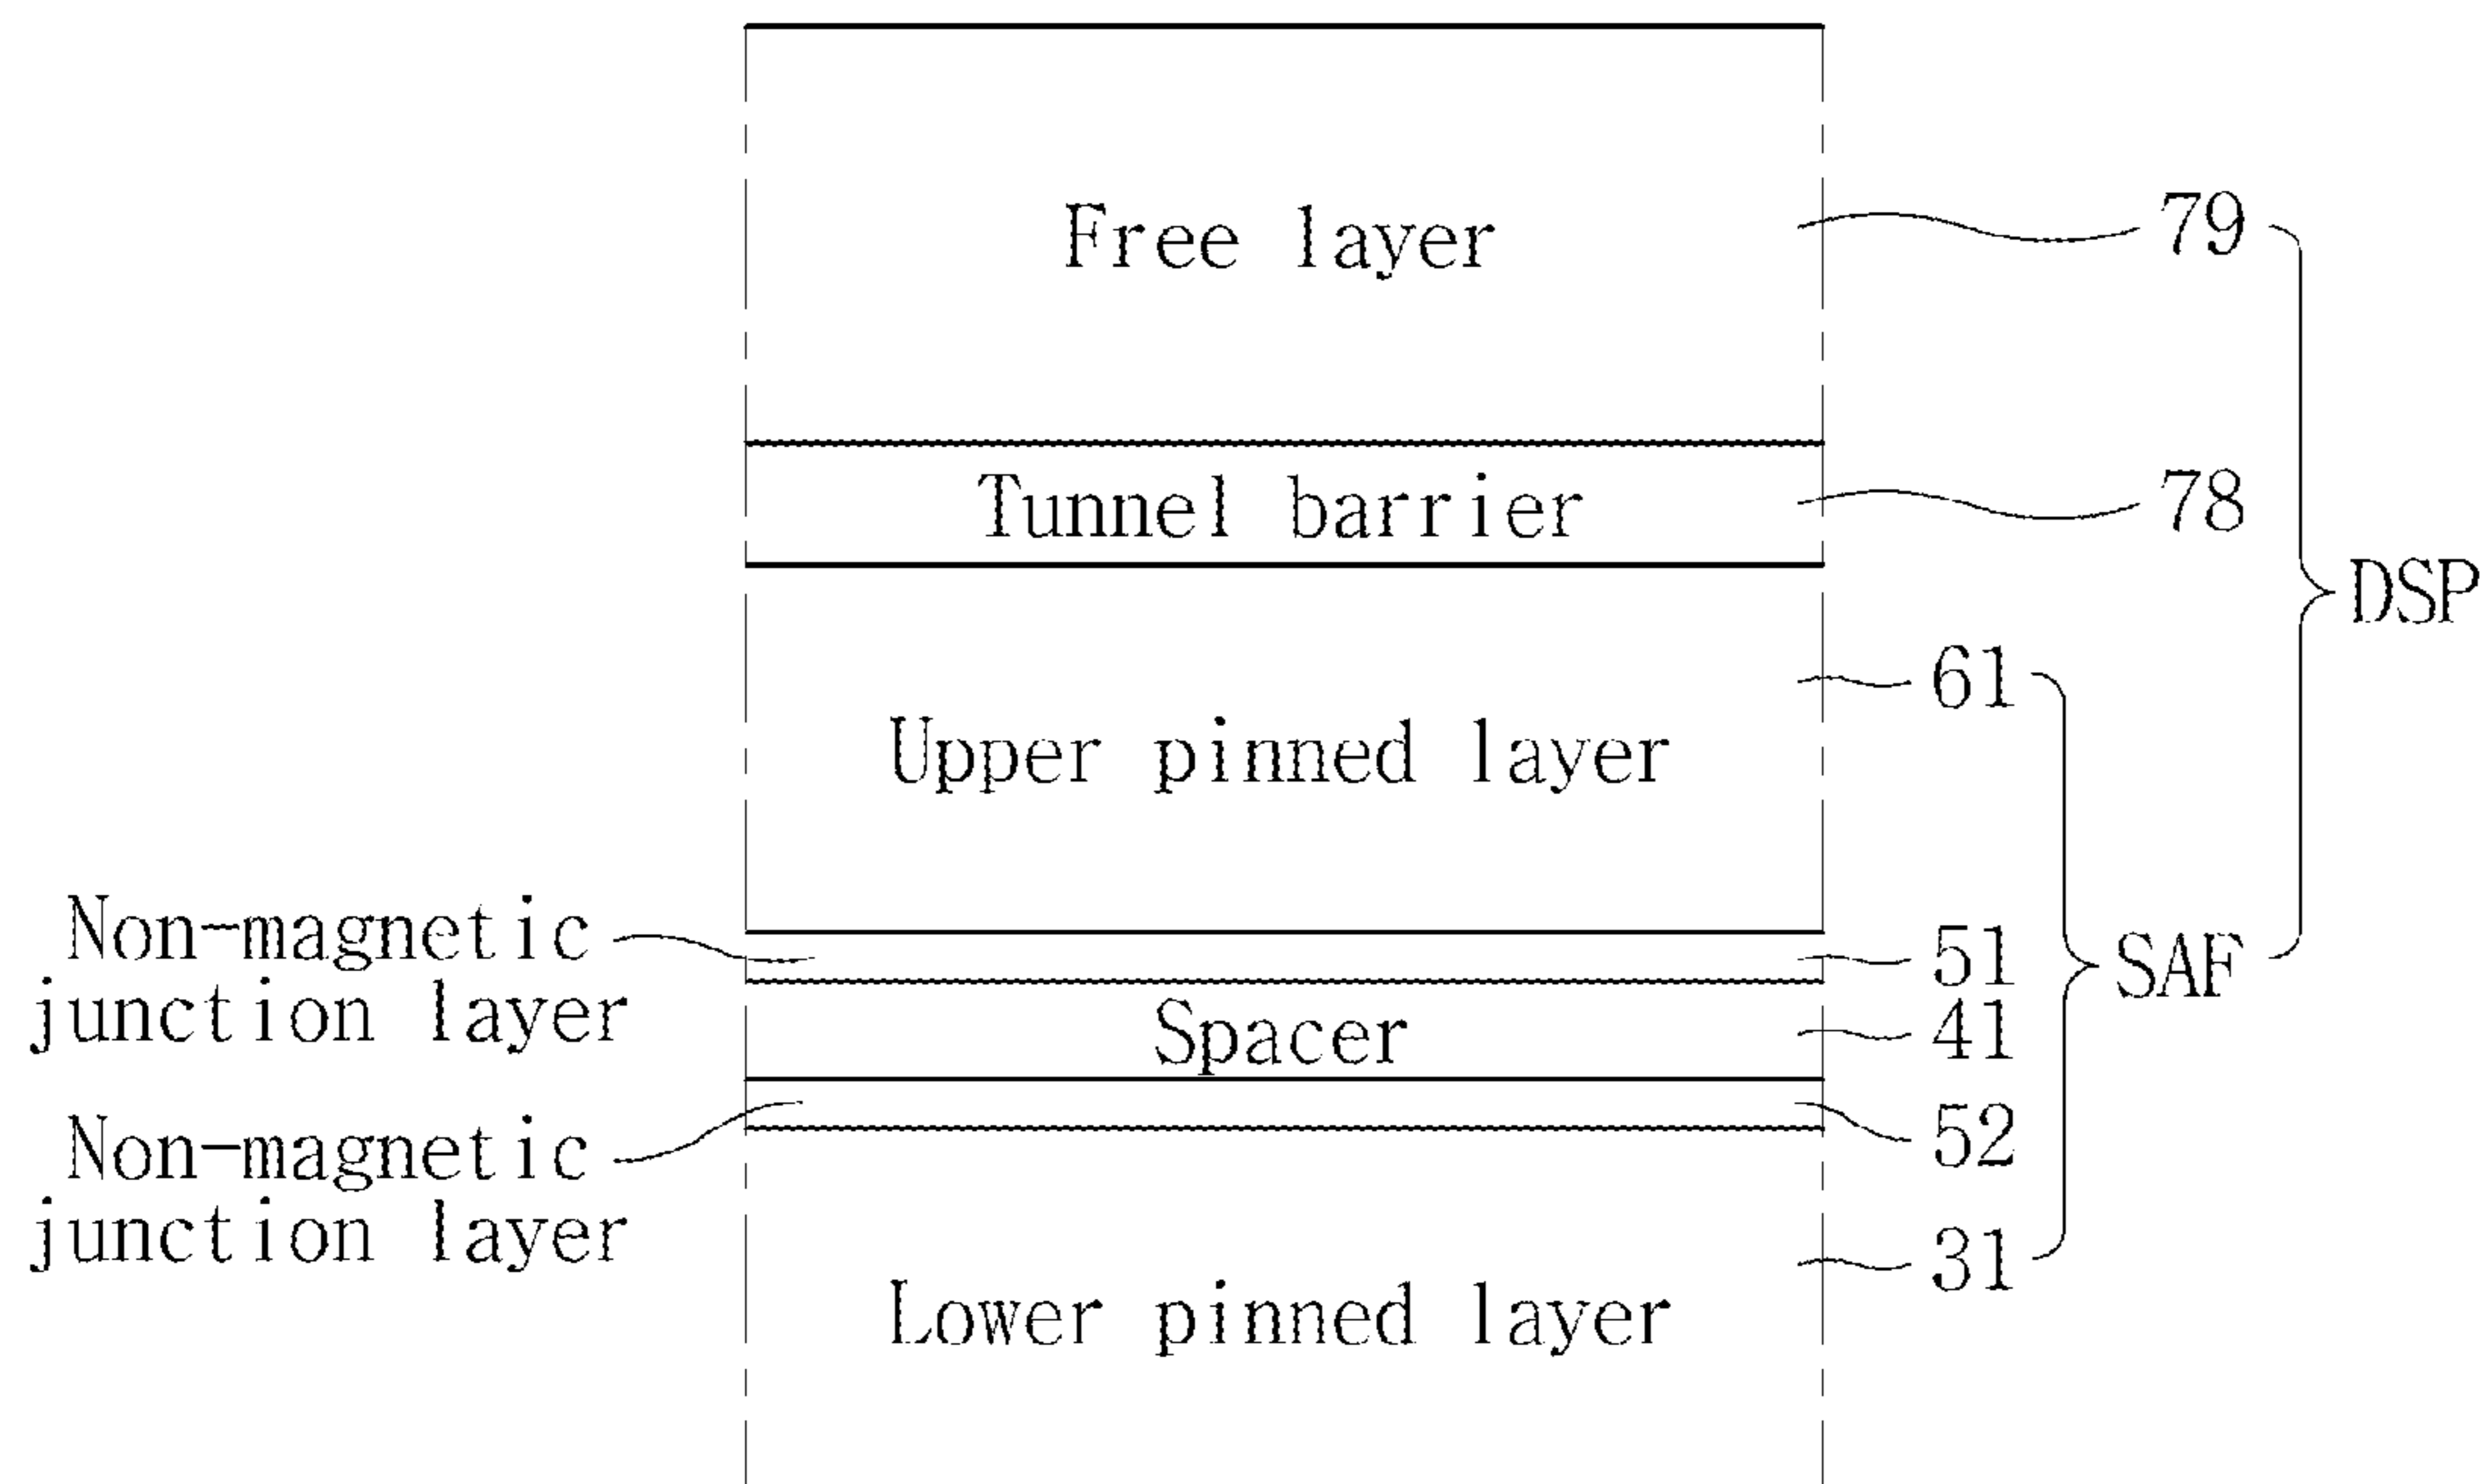 Free layer
79
Tunnel barrier
78
DSP
61
Upper pinned layer
Non-magnetic
junction layer
51
SAF
Spacer
41
Non-magnetic
junction layer
52
31
Lower pinned layer